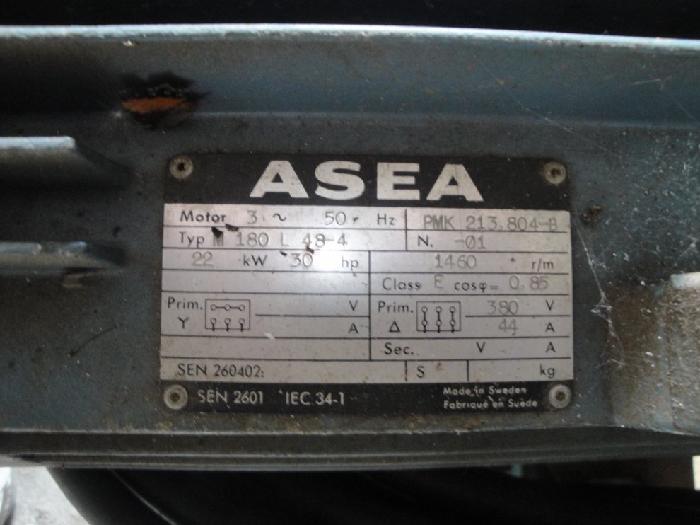 ASEA
Motor 3 ~ 50 Hz PMK 213.804-B
Typ M 180 L 48-4 N. -01
22 kW 30 hp 1460 r/m
Class E cosφ= 0.85
Prim. Y V A
Prim. Δ 380 V
44 A
Sec. V A
SEN 260402: S kg
SEN 2601 IEC 34-1
Made in Sweden
Fabriqué en Suède